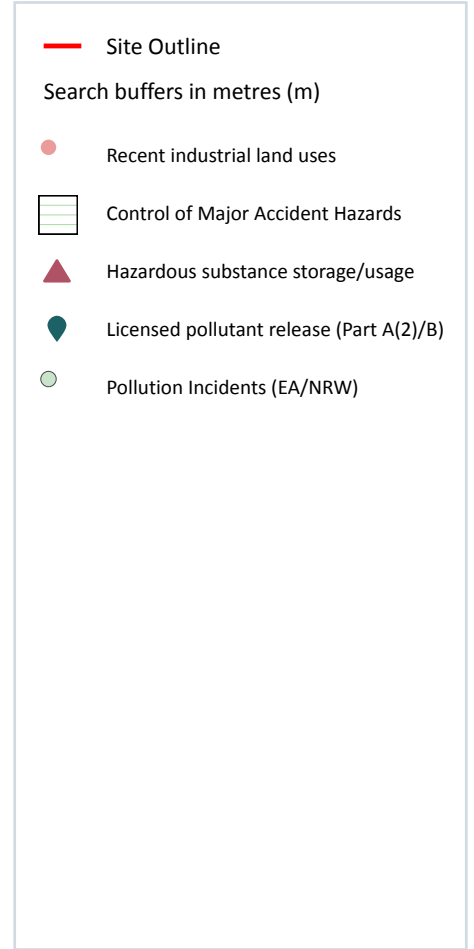 Site Outline
Search buffers in metres (m)
Recent industrial land uses
Control of Major Accident Hazards
Hazardous substance storage/usage
Licensed pollutant release (Part A(2)/B)
Pollution Incidents (EA/NRW)